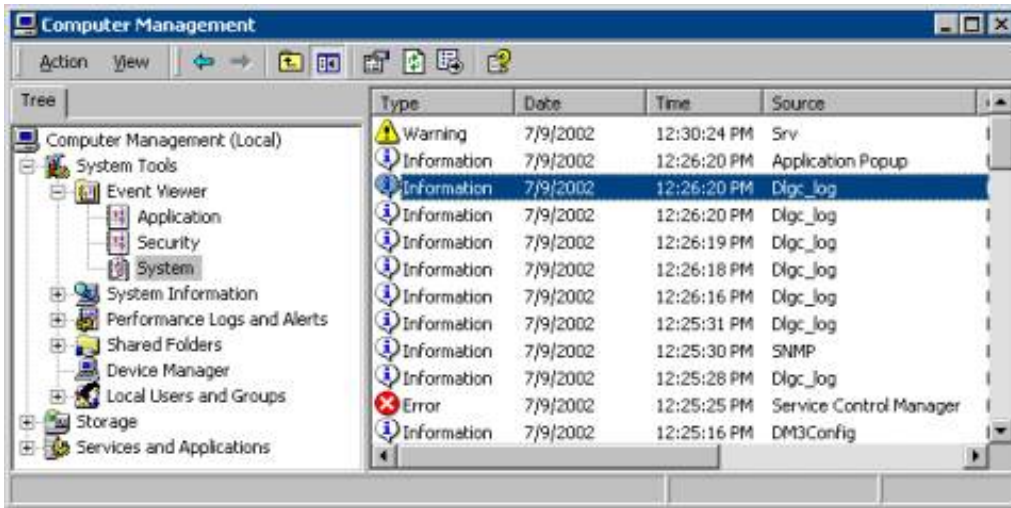 Computer Management
Action View
Tree
Computer Management (Local)
System Tools
Event Viewer
Application
Security
System
System Information
Performance Logs and Alerts
Shared Folders
Device Manager
Local Users and Groups
Storage
Services and Applications
Type Date Time Source
Warning 7/9/2002 12:30:24 PM Srv
Information 7/9/2002 12:26:20 PM Application Popup
Information 7/9/2002 12:26:20 PM Dlgc_log
Information 7/9/2002 12:26:20 PM Dlgc_log
Information 7/9/2002 12:26:19 PM Dlgc_log
Information 7/9/2002 12:26:18 PM Dlgc_log
Information 7/9/2002 12:26:16 PM Dlgc_log
Information 7/9/2002 12:25:31 PM Dlgc_log
Information 7/9/2002 12:25:30 PM SNMP
Information 7/9/2002 12:25:28 PM Dlgc_log
Error 7/9/2002 12:25:25 PM Service Control Manager
Information 7/9/2002 12:25:16 PM DM3Config